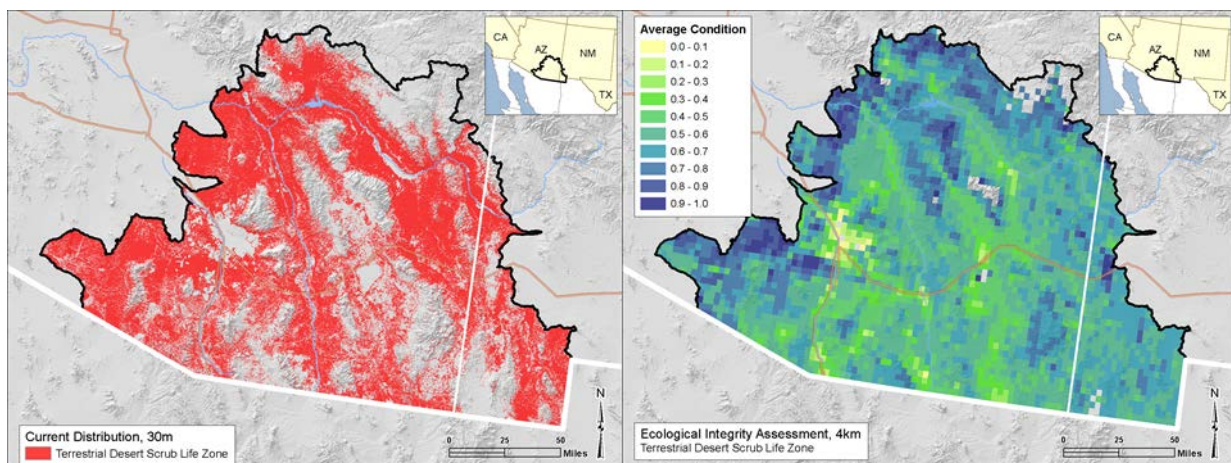 CA
AZ
NM
TX
Current Distribution, 30m
Terrestrial Desert Scrub Life Zone
0
25
50
Miles
N
Average Condition
0.0 - 0.1
0.1 - 0.2
0.2 - 0.3
0.3 - 0.4
0.4 - 0.5
0.5 - 0.6
0.6 - 0.7
0.7 - 0.8
0.8 - 0.9
0.9 - 1.0
CA
AZ
NM
TX
Ecological Integrity Assessment, 4km
Terrestrial Desert Scrub Life Zone
0
25
50
Miles
N